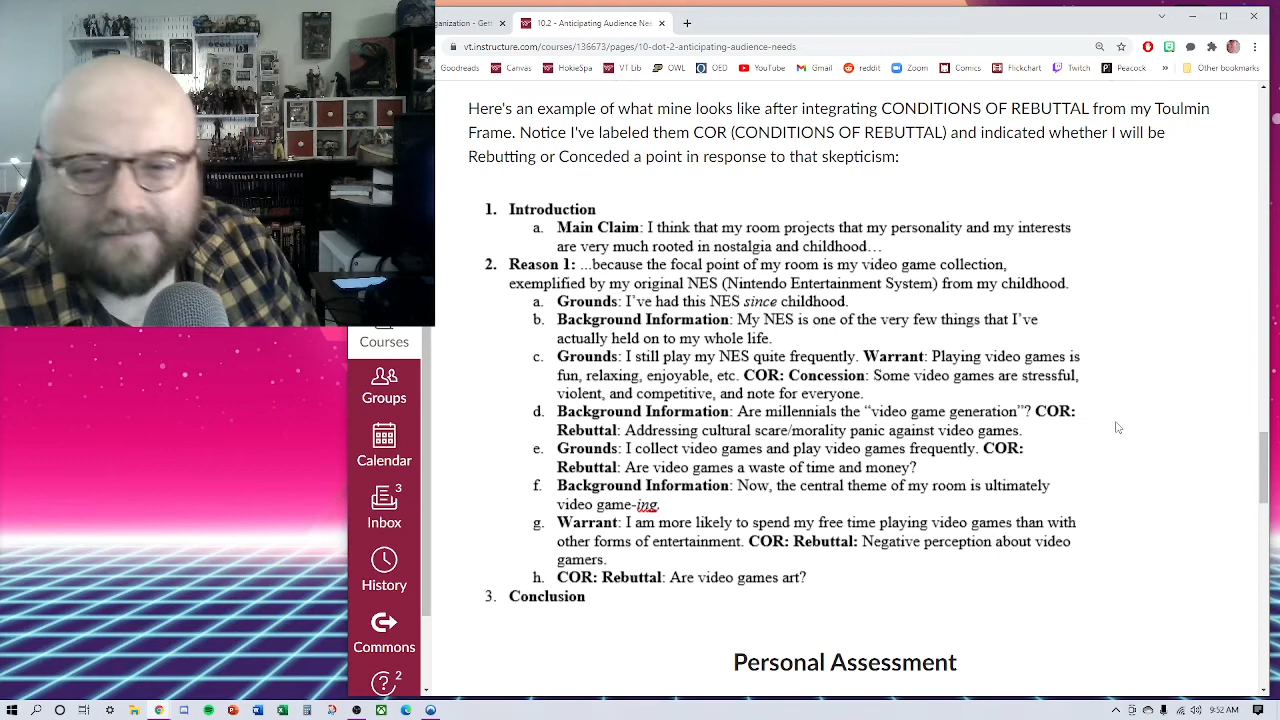 ganization - Gett
10.2 - Anticipating Audience Nee
vt.instructure.com/courses/136673/pages/10-dot-2-anticipating-audience-needs
Goodreads Canvas HokieSpa VT Lib OWL OED YouTube Gmail reddit Zoom Comics Flickchart Twitch Peacock » Other bookmarks
Here's an example of what mine looks like after integrating CONDITIONS OF REBUTTAL from my Toulmin
Frame. Notice I've labeled them COR (CONDITIONS OF REBUTTAL) and indicated whether I will be
Rebutting or Conceded a point in response to that skepticism:
1. Introduction
a. Main Claim: I think that my room projects that my personality and my interests
are very much rooted in nostalgia and childhood…
2. Reason 1: ...because the focal point of my room is my video game collection,
exemplified by my original NES (Nintendo Entertainment System) from my childhood.
a. Grounds: I've had this NES since childhood.
b. Background Information: My NES is one of the very few things that I've
actually held on to my whole life.
c. Grounds: I still play my NES quite frequently. Warrant: Playing video games is
fun, relaxing, enjoyable, etc. COR: Concession: Some video games are stressful,
violent, and competitive, and note for everyone.
d. Background Information: Are millennials the “video game generation”? COR:
Rebuttal: Addressing cultural scare/morality panic against video games.
e. Grounds: I collect video games and play video games frequently. COR:
Rebuttal: Are video games a waste of time and money?
f. Background Information: Now, the central theme of my room is ultimately
video game-ing.
g. Warrant: I am more likely to spend my free time playing video games than with
other forms of entertainment. COR: Rebuttal: Negative perception about video
gamers.
h. COR: Rebuttal: Are video games art?
3. Conclusion
Personal Assessment
Courses
Groups
Calendar
3
Inbox
History
Commons
2
9:52 AM